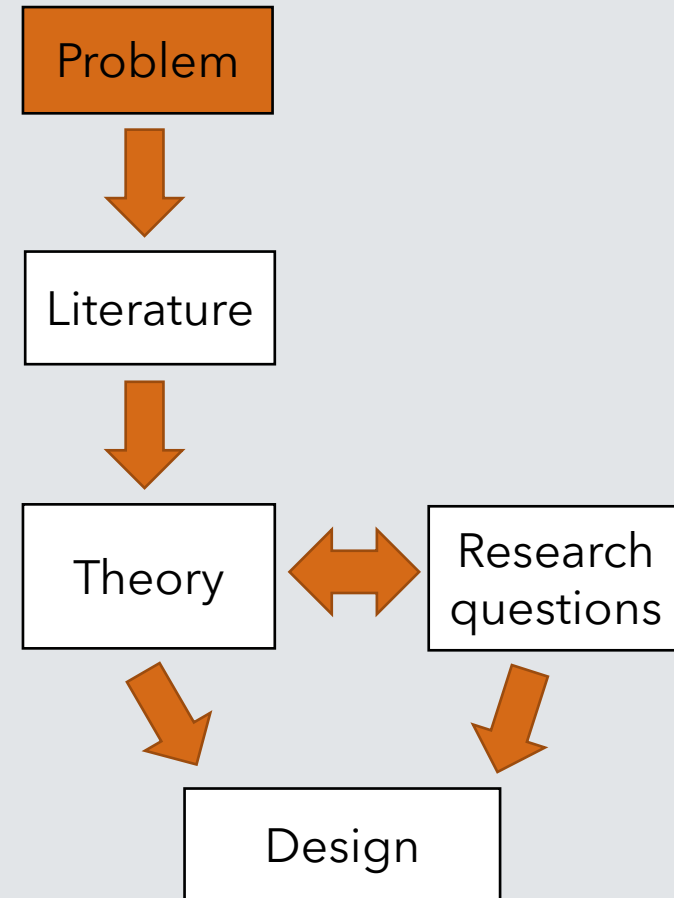 Problem
Literature
Theory
Research
questions
Design